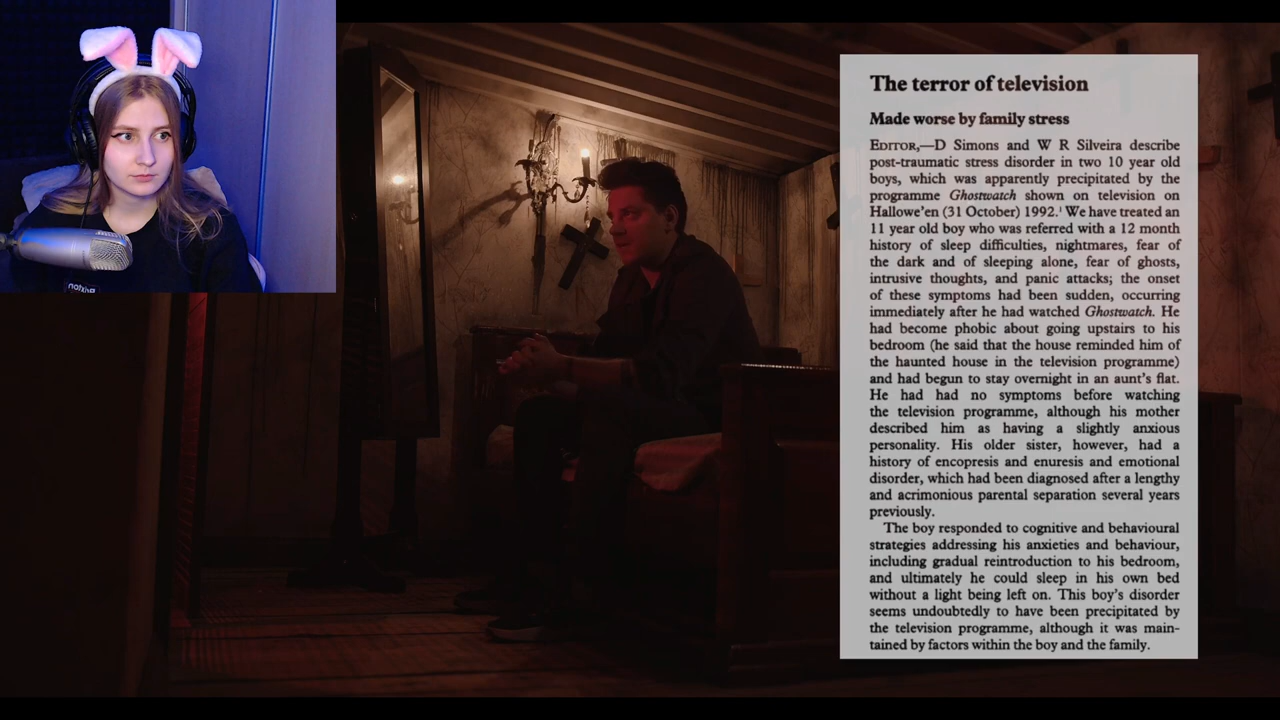 The terror of television
Made worse by family stress
EDITOR,—D Simons and W R Silveira describe
post-traumatic stress disorder in two 10 year old
boys, which was apparently precipitated by the
programme Ghostwatch shown on television on
Hallowe'en (31 October) 1992.¹ We have treated an
11 year old boy who was referred with a 12 month
history of sleep difficulties, nightmares, fear of
the dark and of sleeping alone, fear of ghosts,
intrusive thoughts, and panic attacks; the onset
of these symptoms had been sudden, occurring
immediately after he had watched Ghostwatch. He
had become phobic about going upstairs to his
bedroom (he said that the house reminded him of
the haunted house in the television programme)
and had begun to stay overnight in an aunt's flat.
He had had no symptoms before watching
the television programme, although his mother
described him as having a slightly anxious
personality. His older sister, however, had a
history of encopresis and enuresis and emotional
disorder, which had been diagnosed after a lengthy
and acrimonious parental separation several years
previously.
The boy responded to cognitive and behavioural
strategies addressing his anxieties and behaviour,
including gradual reintroduction to his bedroom,
and ultimately he could sleep in his own bed
without a light being left on. This boy's disorder
seems undoubtedly to have been precipitated by
the television programme, although it was main-
tained by factors within the boy and the family.